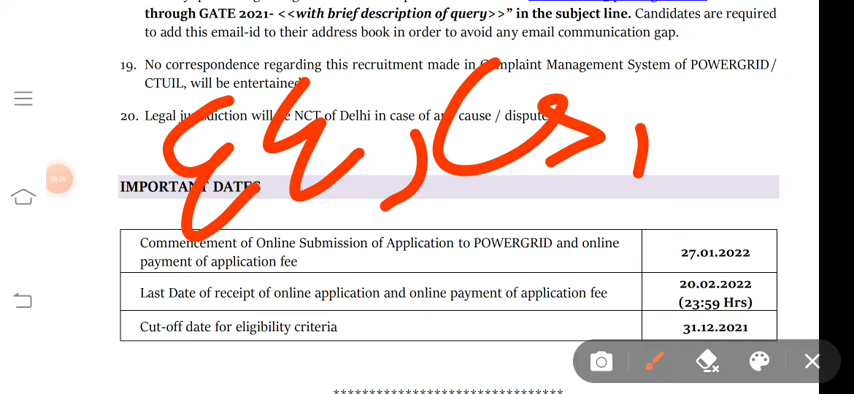 through GATE 2021- <<with brief description of query>>” in the subject line. Candidates are required
to add this email-id to their address book in order to avoid any email communication gap.
19. No correspondence regarding this recruitment made in Complaint Management System of POWERGRID/
CTUIL, will be entertained.
20. Legal jurisdiction will be NCT of Delhi in case of any cause / dispute.
EE, CS,
IMPORTANT DATES
Commencement of Online Submission of Application to POWERGRID and online
payment of application fee
27.01.2022
Last Date of receipt of online application and online payment of application fee
20.02.2022
(23:59 Hrs)
Cut-off date for eligibility criteria
31.12.2021
********************************